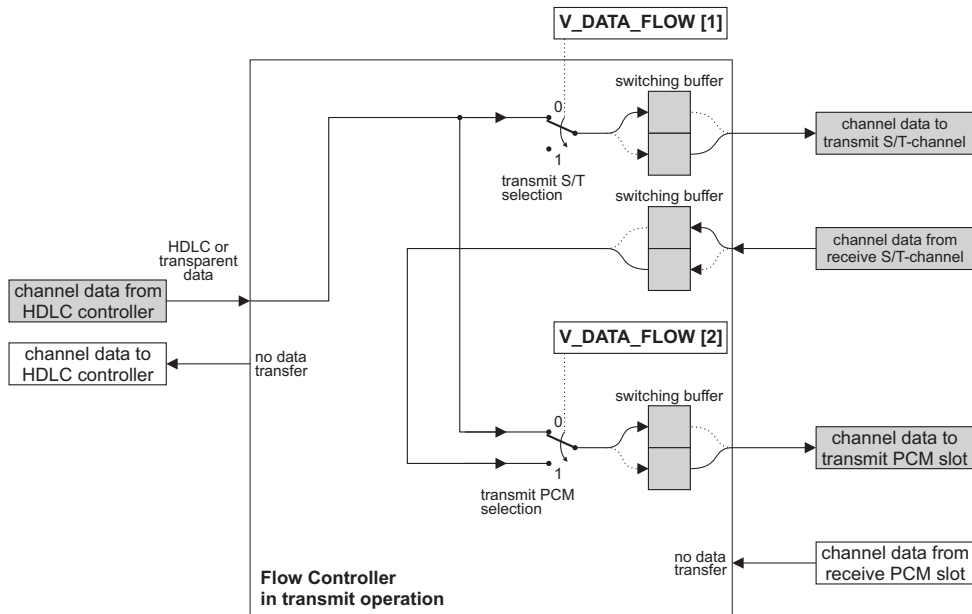 V_DATA_FLOW [1]
switching buffer
0
1
transmit S/T
selection
channel data to
transmit S/T-channel
switching buffer
channel data from
receive S/T-channel
HDLC or
transparent
data
channel data from
HDLC controller
channel data to
HDLC controller
no data
transfer
V_DATA_FLOW [2]
switching buffer
0
1
transmit PCM
selection
channel data to
transmit PCM slot
no data
transfer
channel data from
receive PCM slot
Flow Controller
in transmit operation